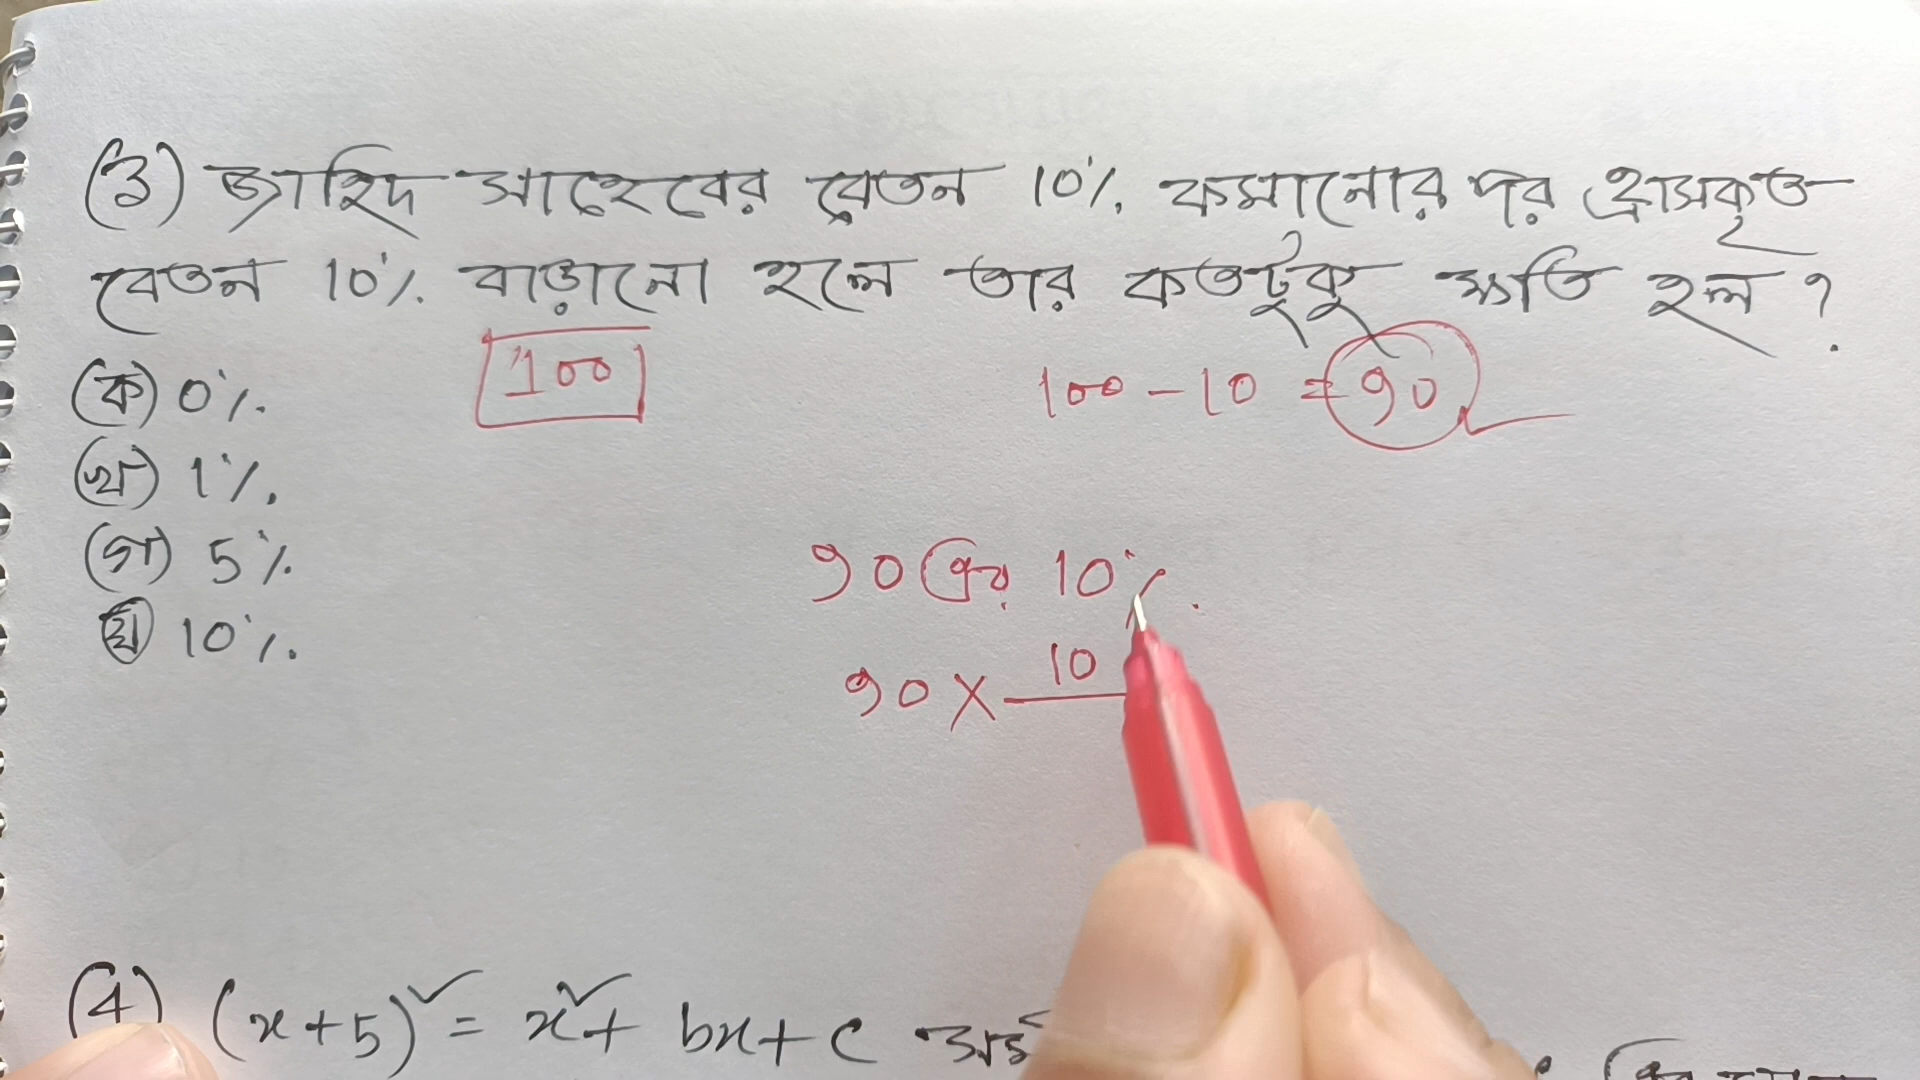 (3) জাহিদ সাহেবের বেতন 10%. কমানোর পর হ্রাসকৃত
বেতন 10%. বাড়ানো হলে তার কতটুকু ক্ষতি হল ?
100
100 - 10 = 90
(ক) 0%.
(খ) 1%.
(গ) 5%.
(ঘ) 10%.
90 এর 10%.
90 × 10
(4) (x+5)² = x² + bx + c